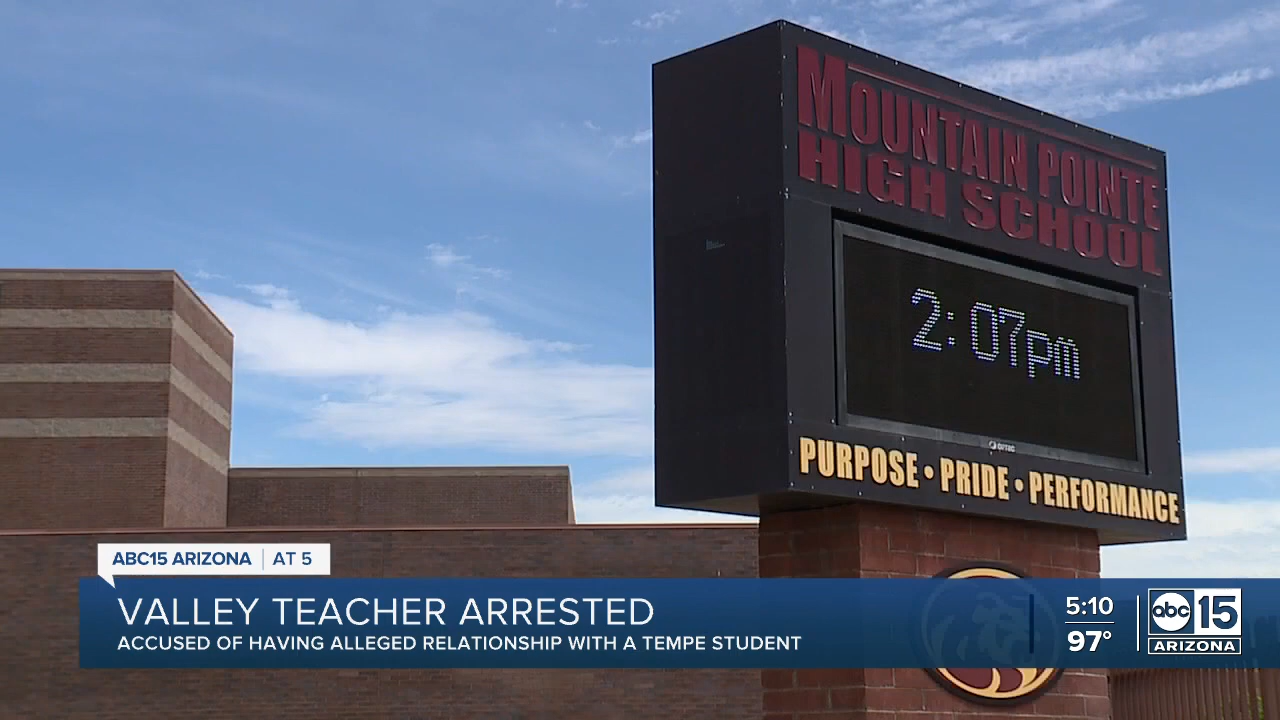 MOUNTAIN POINTE
HIGH SCHOOL
2:07pm
PURPOSE • PRIDE • PERFORMANCE
ABC15 ARIZONA | AT 5
VALLEY TEACHER ARRESTED
ACCUSED OF HAVING ALLEGED RELATIONSHIP WITH A TEMPE STUDENT
5:10
97°
abc 15
ARIZONA